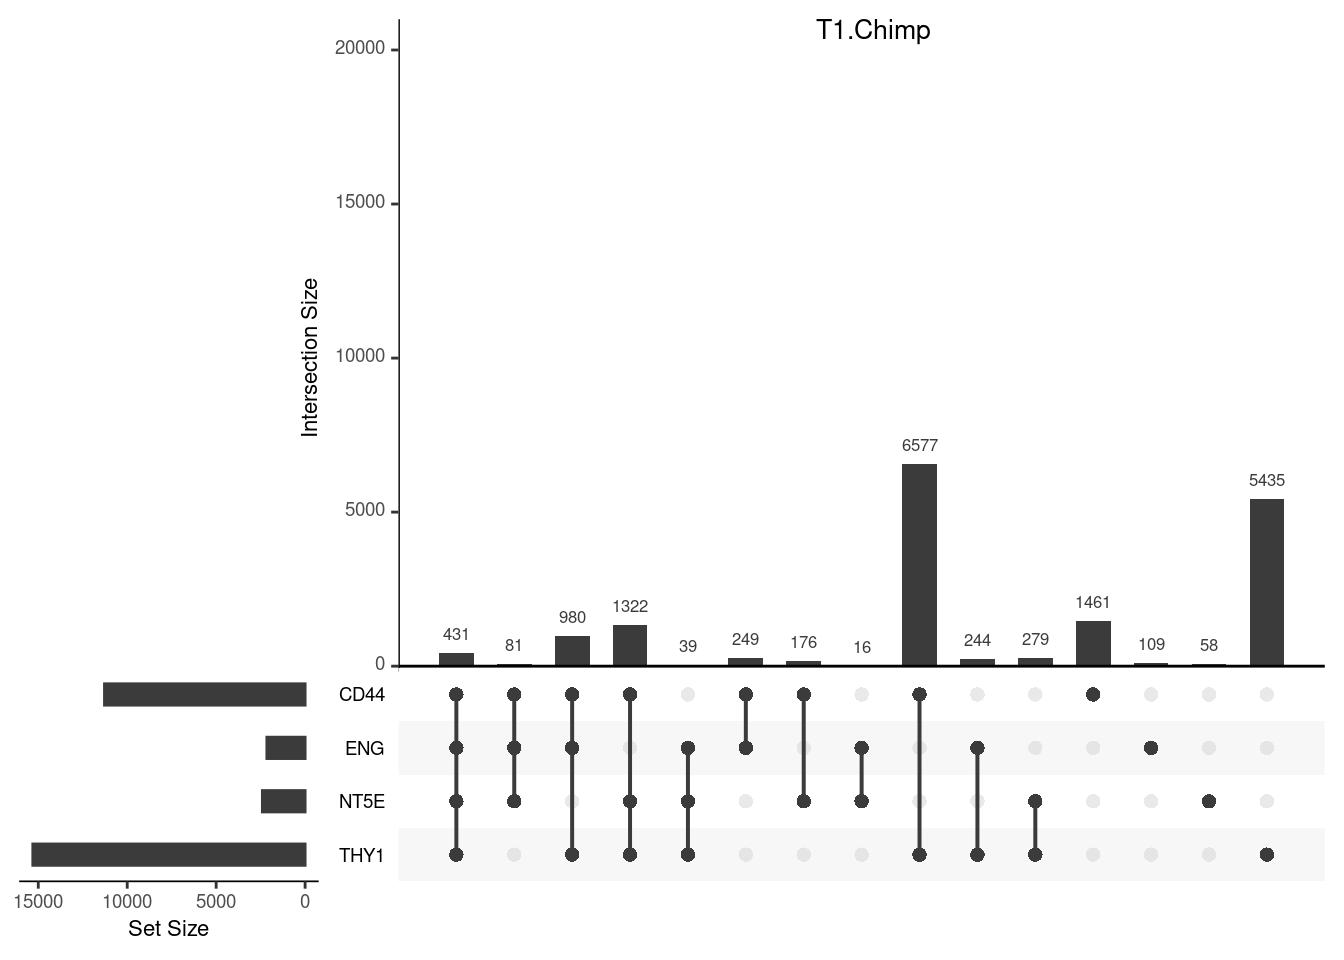 T1.Chimp
20000
15000
10000
5000
0
Intersection Size
431 81 980 1322 39 249 176 16 6577 244 279 1461 109 58 5435
CD44
ENG
NT5E
THY1
15000 10000 5000 0
Set Size